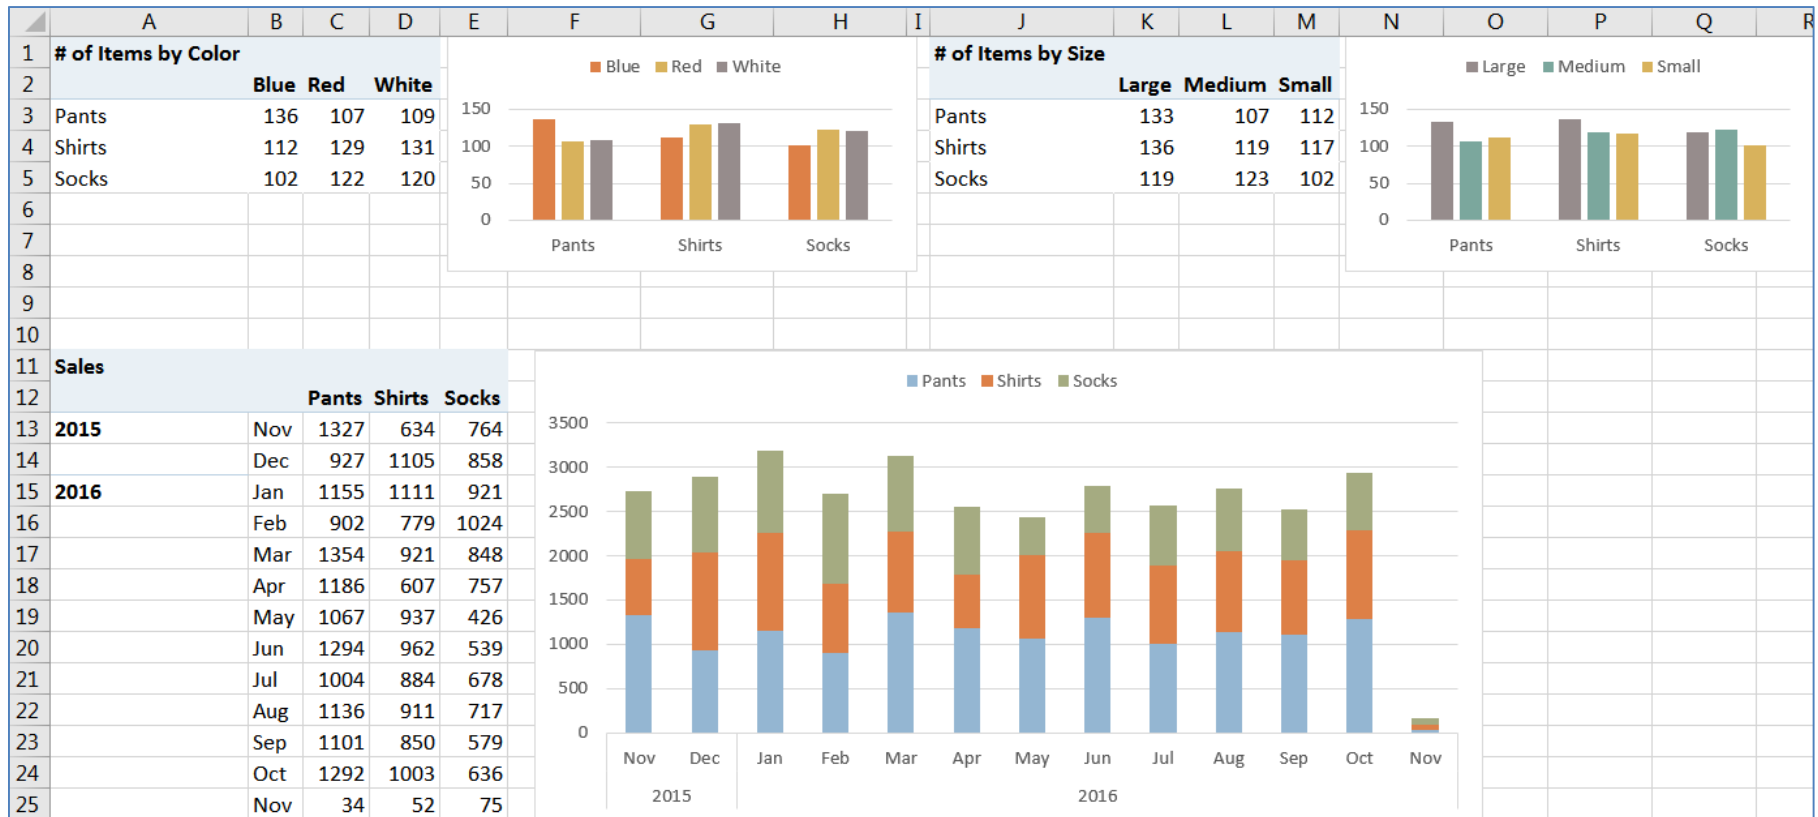 A B C D E F G H I J K L M N O P Q R
1 # of Items by Color # of Items by Size
2 Blue Red White Large Medium Small
3 Pants 136 107 109 Pants 133 107 112
4 Shirts 112 129 131 Shirts 136 119 117
5 Socks 102 122 120 Socks 119 123 102
6
7
8
9
10
Blue Red White
150
100
50
0
Pants Shirts Socks
Large Medium Small
150
100
50
0
Pants Shirts Socks
11 Sales
12 Pants Shirts Socks
13 2015 Nov 1327 634 764
14 Dec 927 1105 858
15 2016 Jan 1155 1111 921
16 Feb 902 779 1024
17 Mar 1354 921 848
18 Apr 1186 607 757
19 May 1067 937 426
20 Jun 1294 962 539
21 Jul 1004 884 678
22 Aug 1136 911 717
23 Sep 1101 850 579
24 Oct 1292 1003 636
25 Nov 34 52 75
Pants Shirts Socks
3500
3000
2500
2000
1500
1000
500
0
Nov Dec Jan Feb Mar Apr May Jun Jul Aug Sep Oct Nov
2015 2016